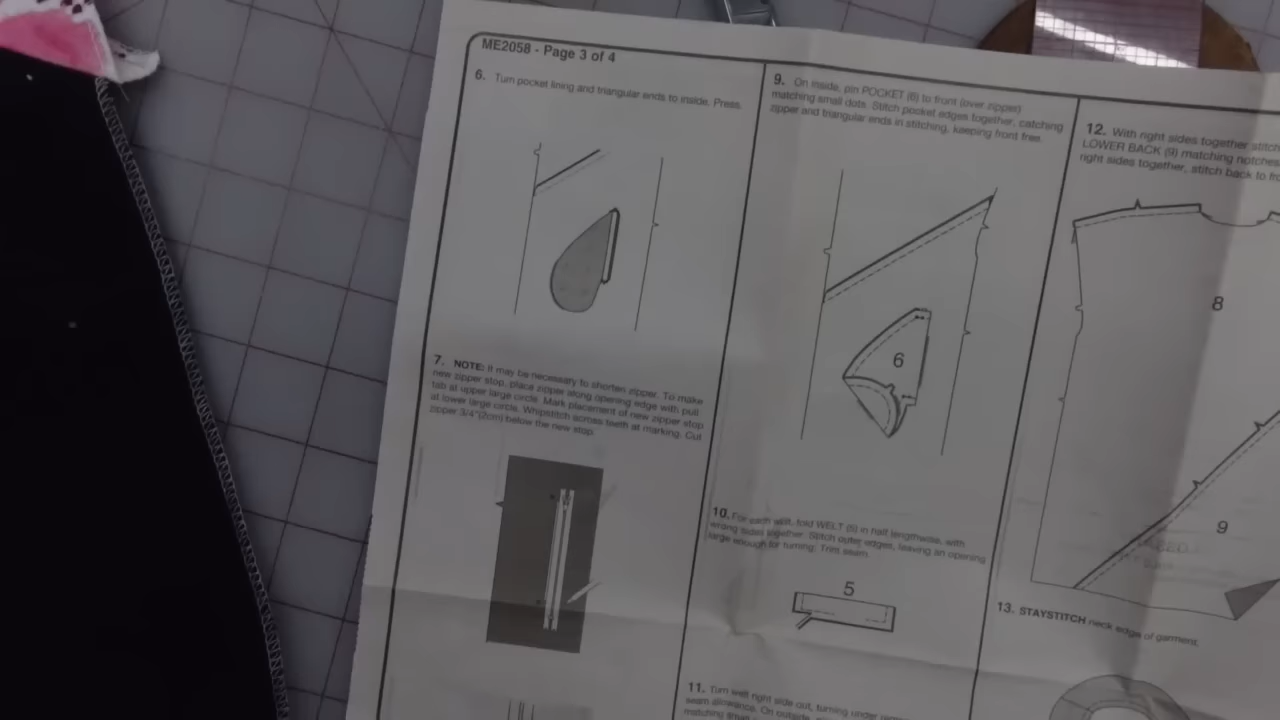 ME2058 - Page 3 of 4
6. Turn pocket lining and triangular ends to inside. Press.
7. NOTE: It may be necessary to shorten zipper. To make
new zipper stop, place zipper along opening edge with pull
tab at upper large circle. Mark placement of new zipper stop
at lower large circle. Whipstitch across teeth at marking. Cut
zipper 3/4"(2cm) below the new stop.
9. On inside, pin POCKET (6) to front (over zipper)
matching small dots. Stitch pocket edges together, catching
zipper and triangular ends in stitching, keeping front free.
6
10. For each welt, fold WELT (5) in half lengthwise, with
wrong sides together. Stitch outer edges, leaving an opening
large enough for turning. Trim seam.
5
11. Turn welt right side out, turning under
seam allowance. On outside,
matching small
12. With right sides together stitch
LOWER BACK (9) matching notches
right sides together, stitch back to
8
9
13. STAYSTITCH neck edge of garment.